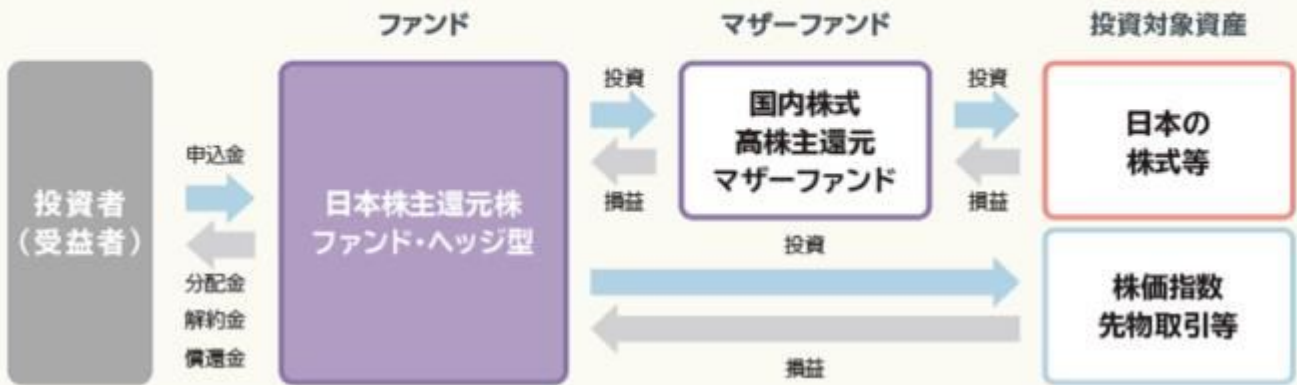 ファンド
マザーファンド
投資対象資産
投資者
（受益者）
申込金
分配金
解約金
償還金
日本株主還元株
ファンド・ヘッジ型
投資
損益
国内株式
高株主還元
マザーファンド
投資
損益
日本の
株式等
投資
損益
株価指数
先物取引等